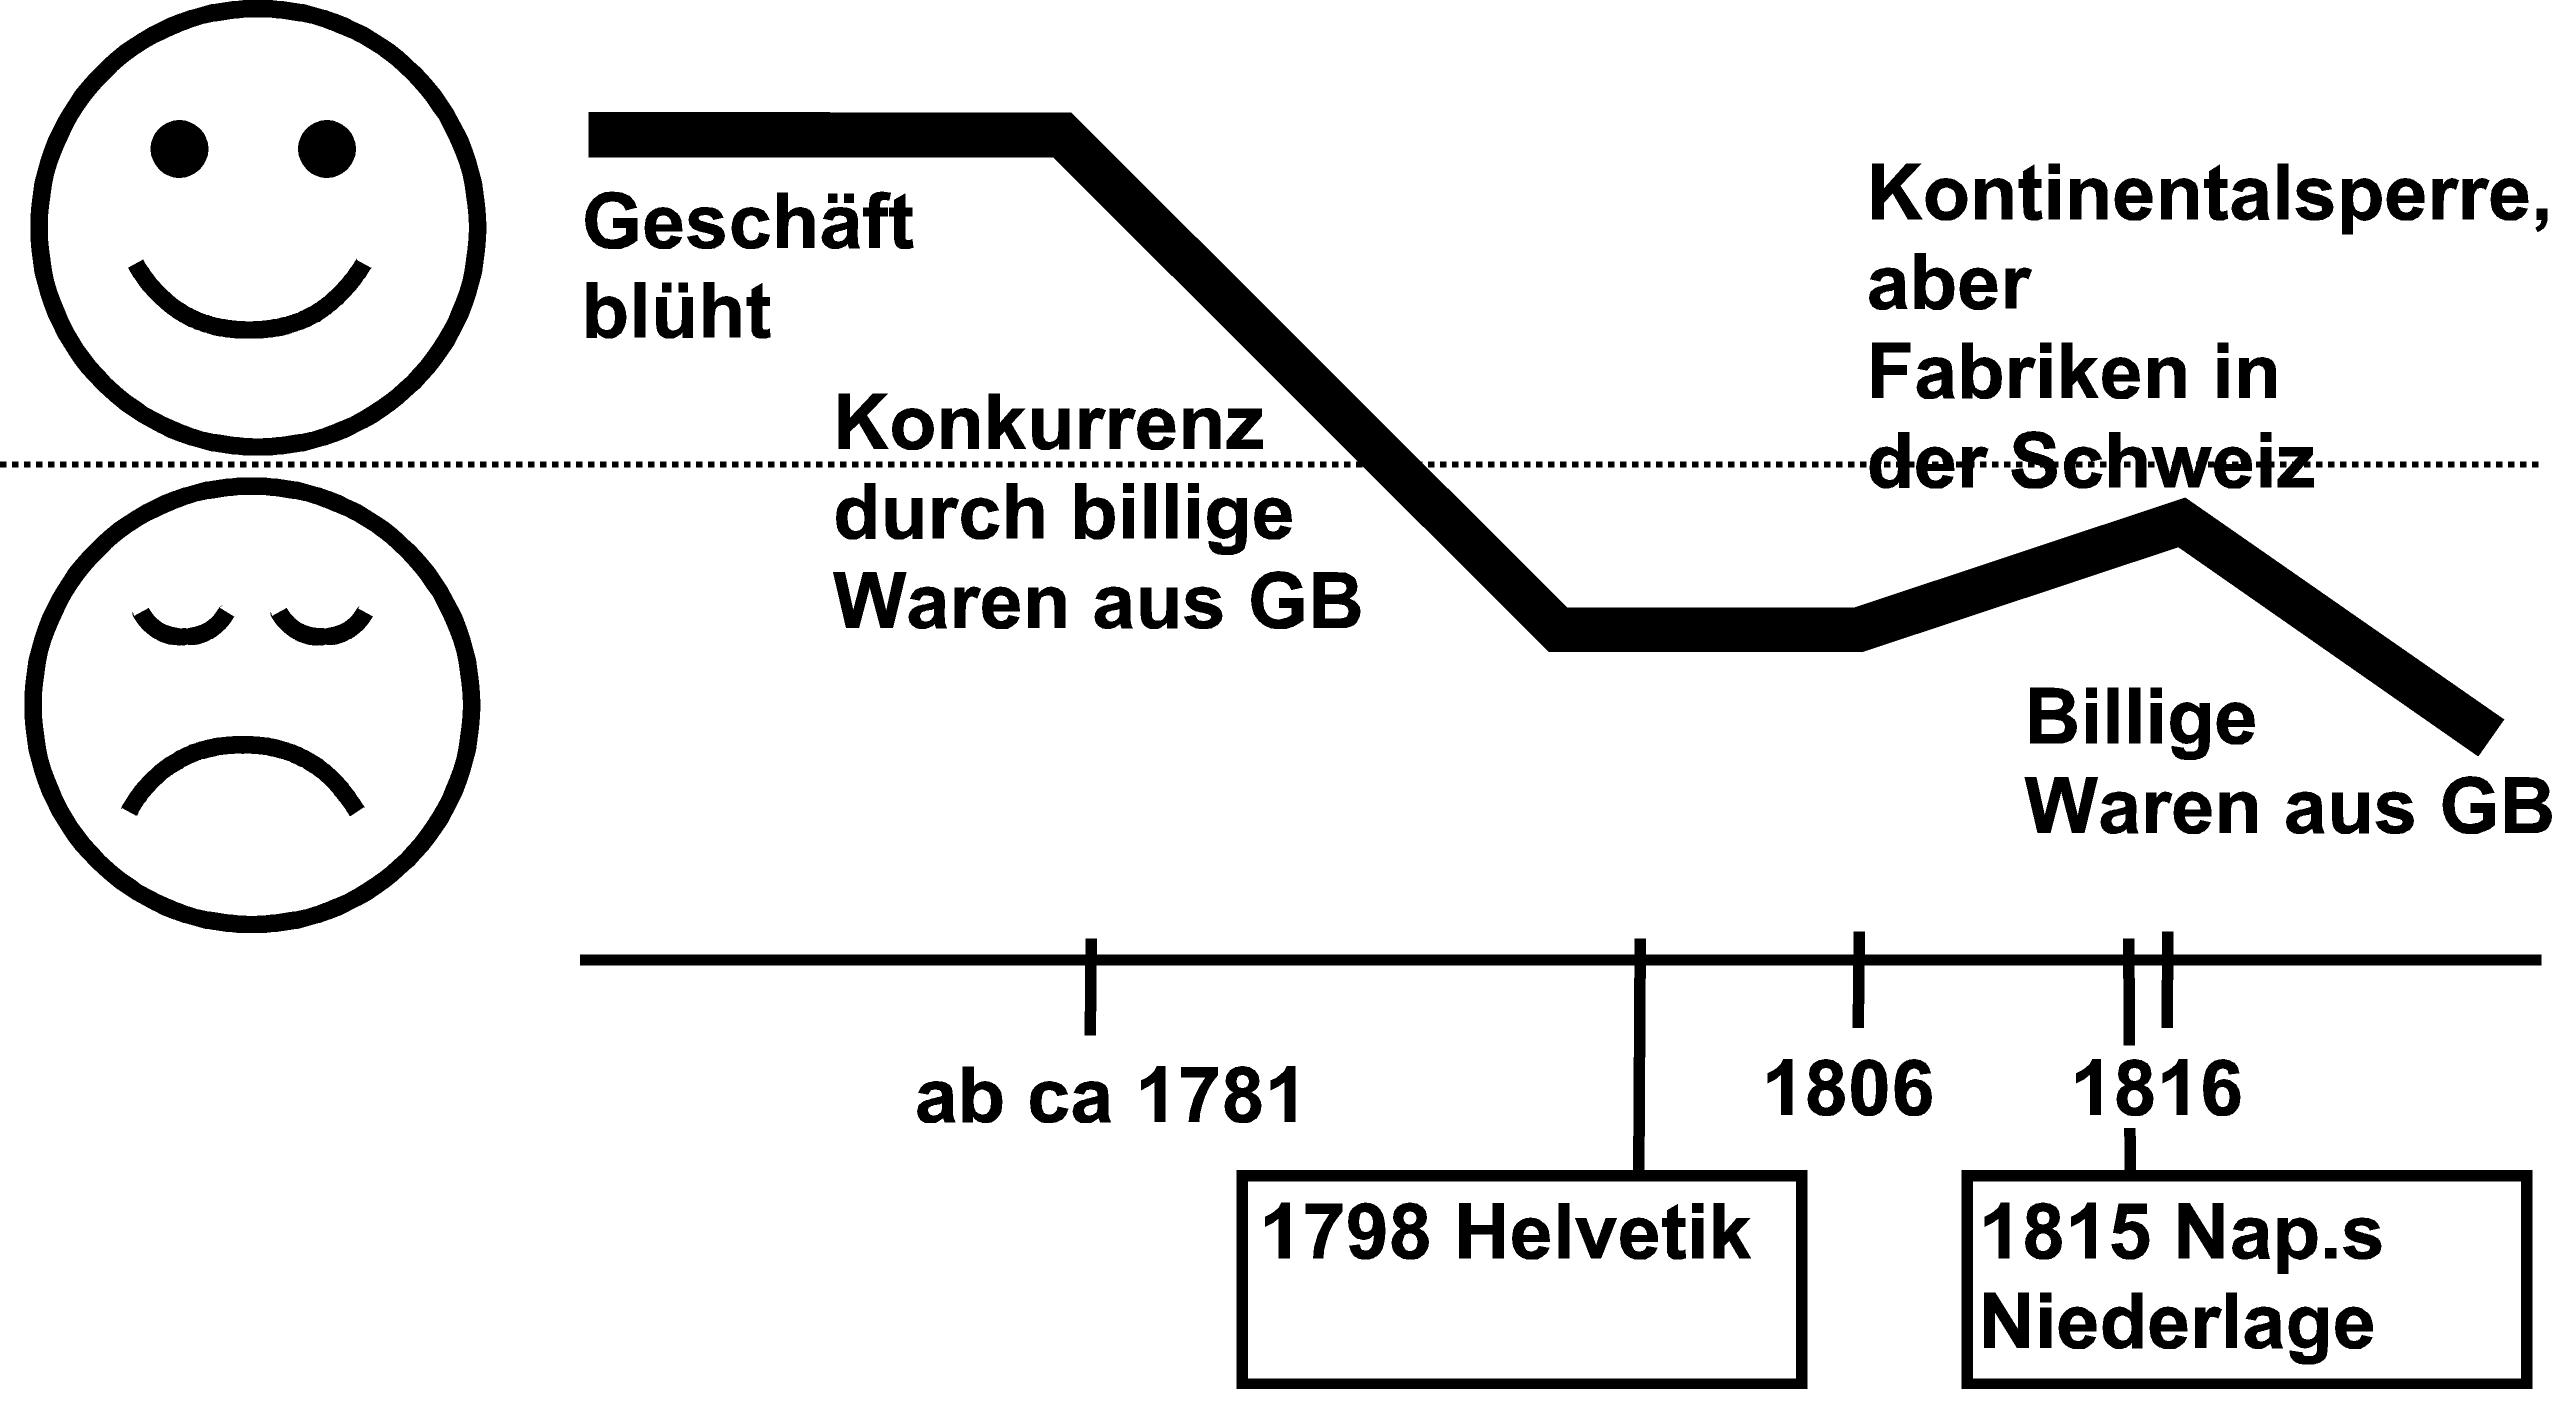 Geschäft
blüht
Konkurrenz
durch billige
Waren aus GB
Kontinentalsperre,
aber
Fabriken in
der Schweiz
Billige
Waren aus GB
ab ca 1781
1806
1816
1798 Helvetik
1815 Nap.s
Niederlage